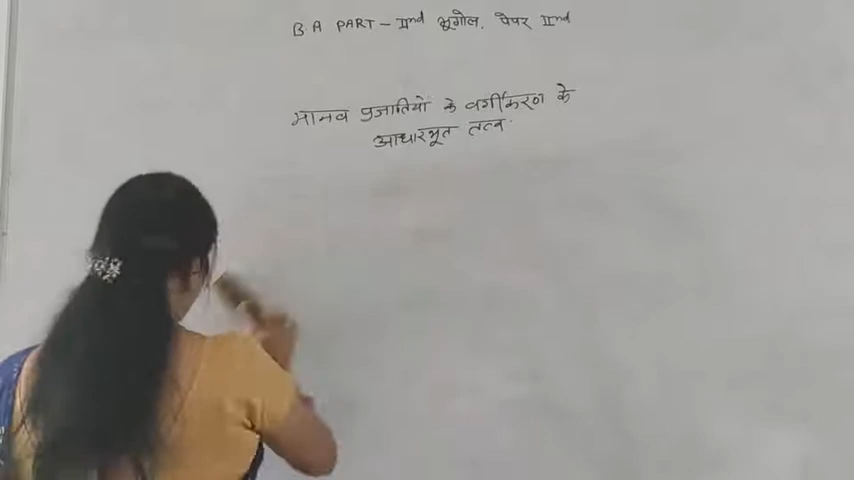 B.A PART - IInd भूगोल. पेपर IInd
मानव प्रजातियों के वर्गीकरण के
आधारभूत तत्व.